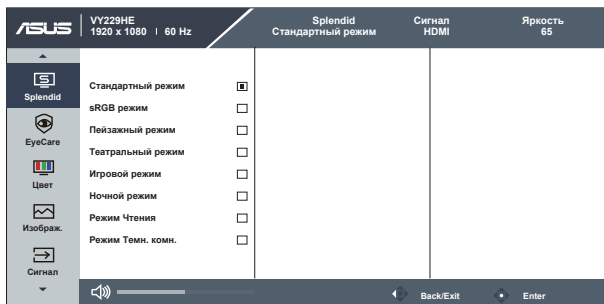 ASUS
VY229HE
1920 x 1080 | 60 Hz
Splendid
Стандартный режим
Сигнал
HDMI
Яркость
65
Splendid
EyeCare
Цвет
Изображ.
Сигнал
Стандартный режим
sRGB режим
Пейзажный режим
Театральный режим
Игровой режим
Ночной режим
Режим Чтения
Режим Темн. комн.
Back/Exit
Enter